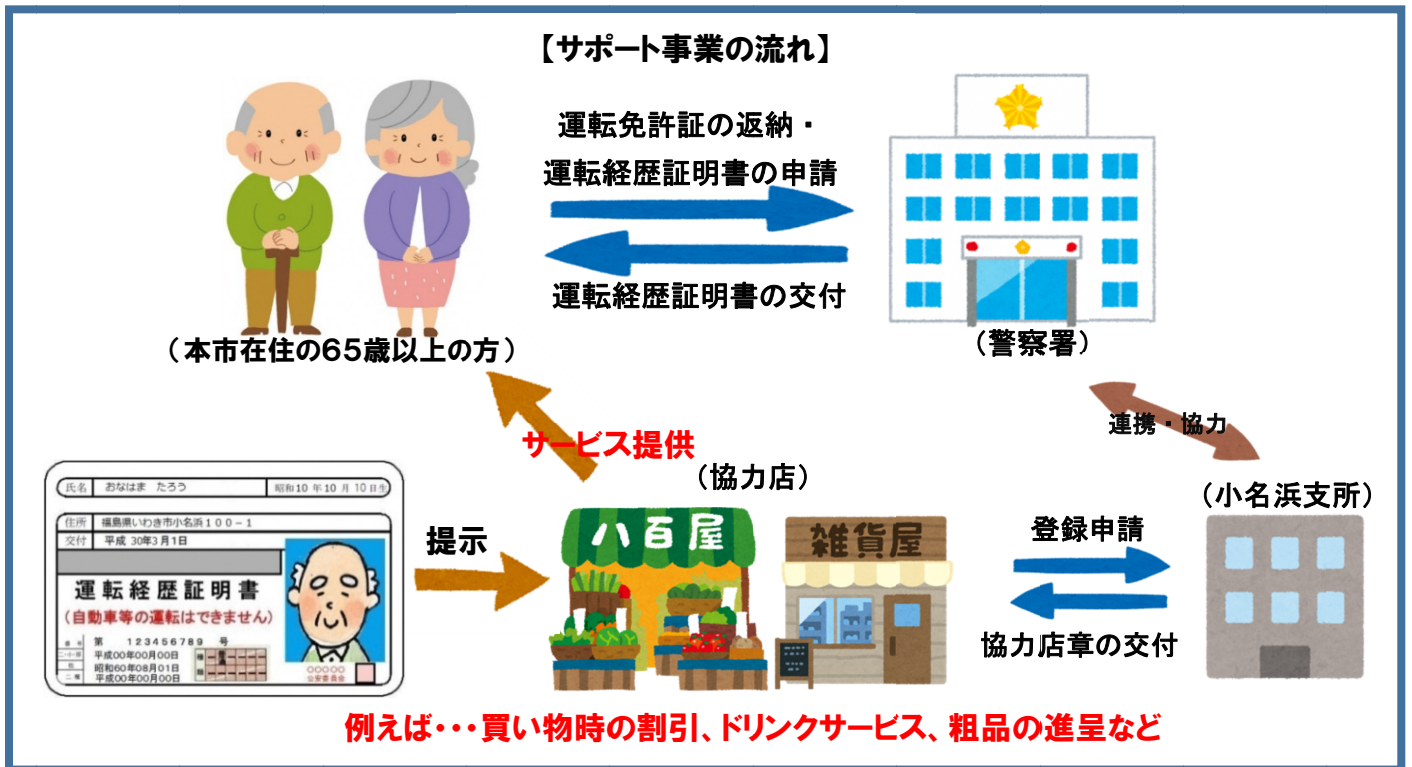 【サポート事業の流れ】
運転免許証の返納・
運転経歴証明書の申請
運転経歴証明書の交付
（本市在住の65歳以上の方）
（警察署）
サービス提供
連携・協力
（協力店）
（小名浜支所）
氏名 おなはま たろう 昭和10年10月10日生
住所 福島県いわき市小名浜100-1
交付 平成 30年3月1日
運転経歴証明書
（自動車等の運転はできません）
第 123456789 号
平成00年00月00日
昭和60年08月01日
平成00年00月00日
二種
○○○○○
公安委員会
提示
八百屋
雑貨屋
登録申請
協力店章の交付
例えば・・・買い物時の割引、ドリンクサービス、粗品の進呈など